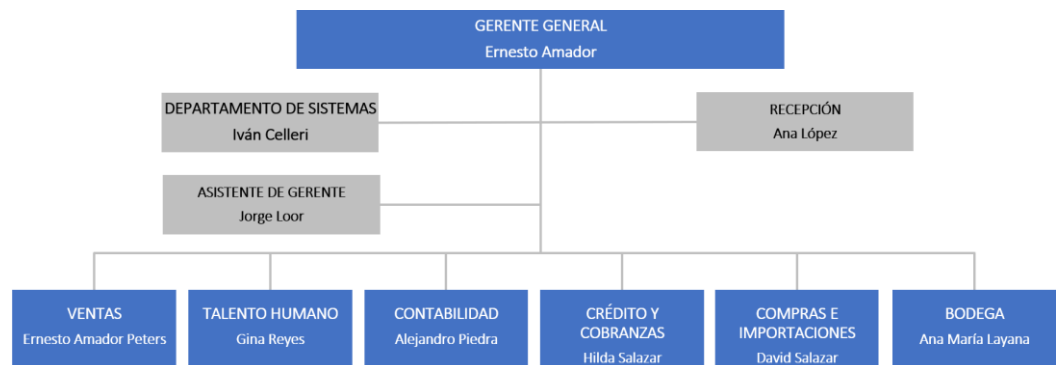 GERENTE GENERAL
Ernesto Amador
DEPARTAMENTO DE SISTEMAS
Iván Celleri
RECEPCIÓN
Ana López
ASISTENTE DE GERENTE
Jorge Loor
VENTAS
Ernesto Amador Peters
TALENTO HUMANO
Gina Reyes
CONTABILIDAD
Alejandro Piedra
CRÉDITO Y
COBRANZAS
Hilda Salazar
COMPRAS E
IMPORTACIONES
David Salazar
BODEGA
Ana María Layana